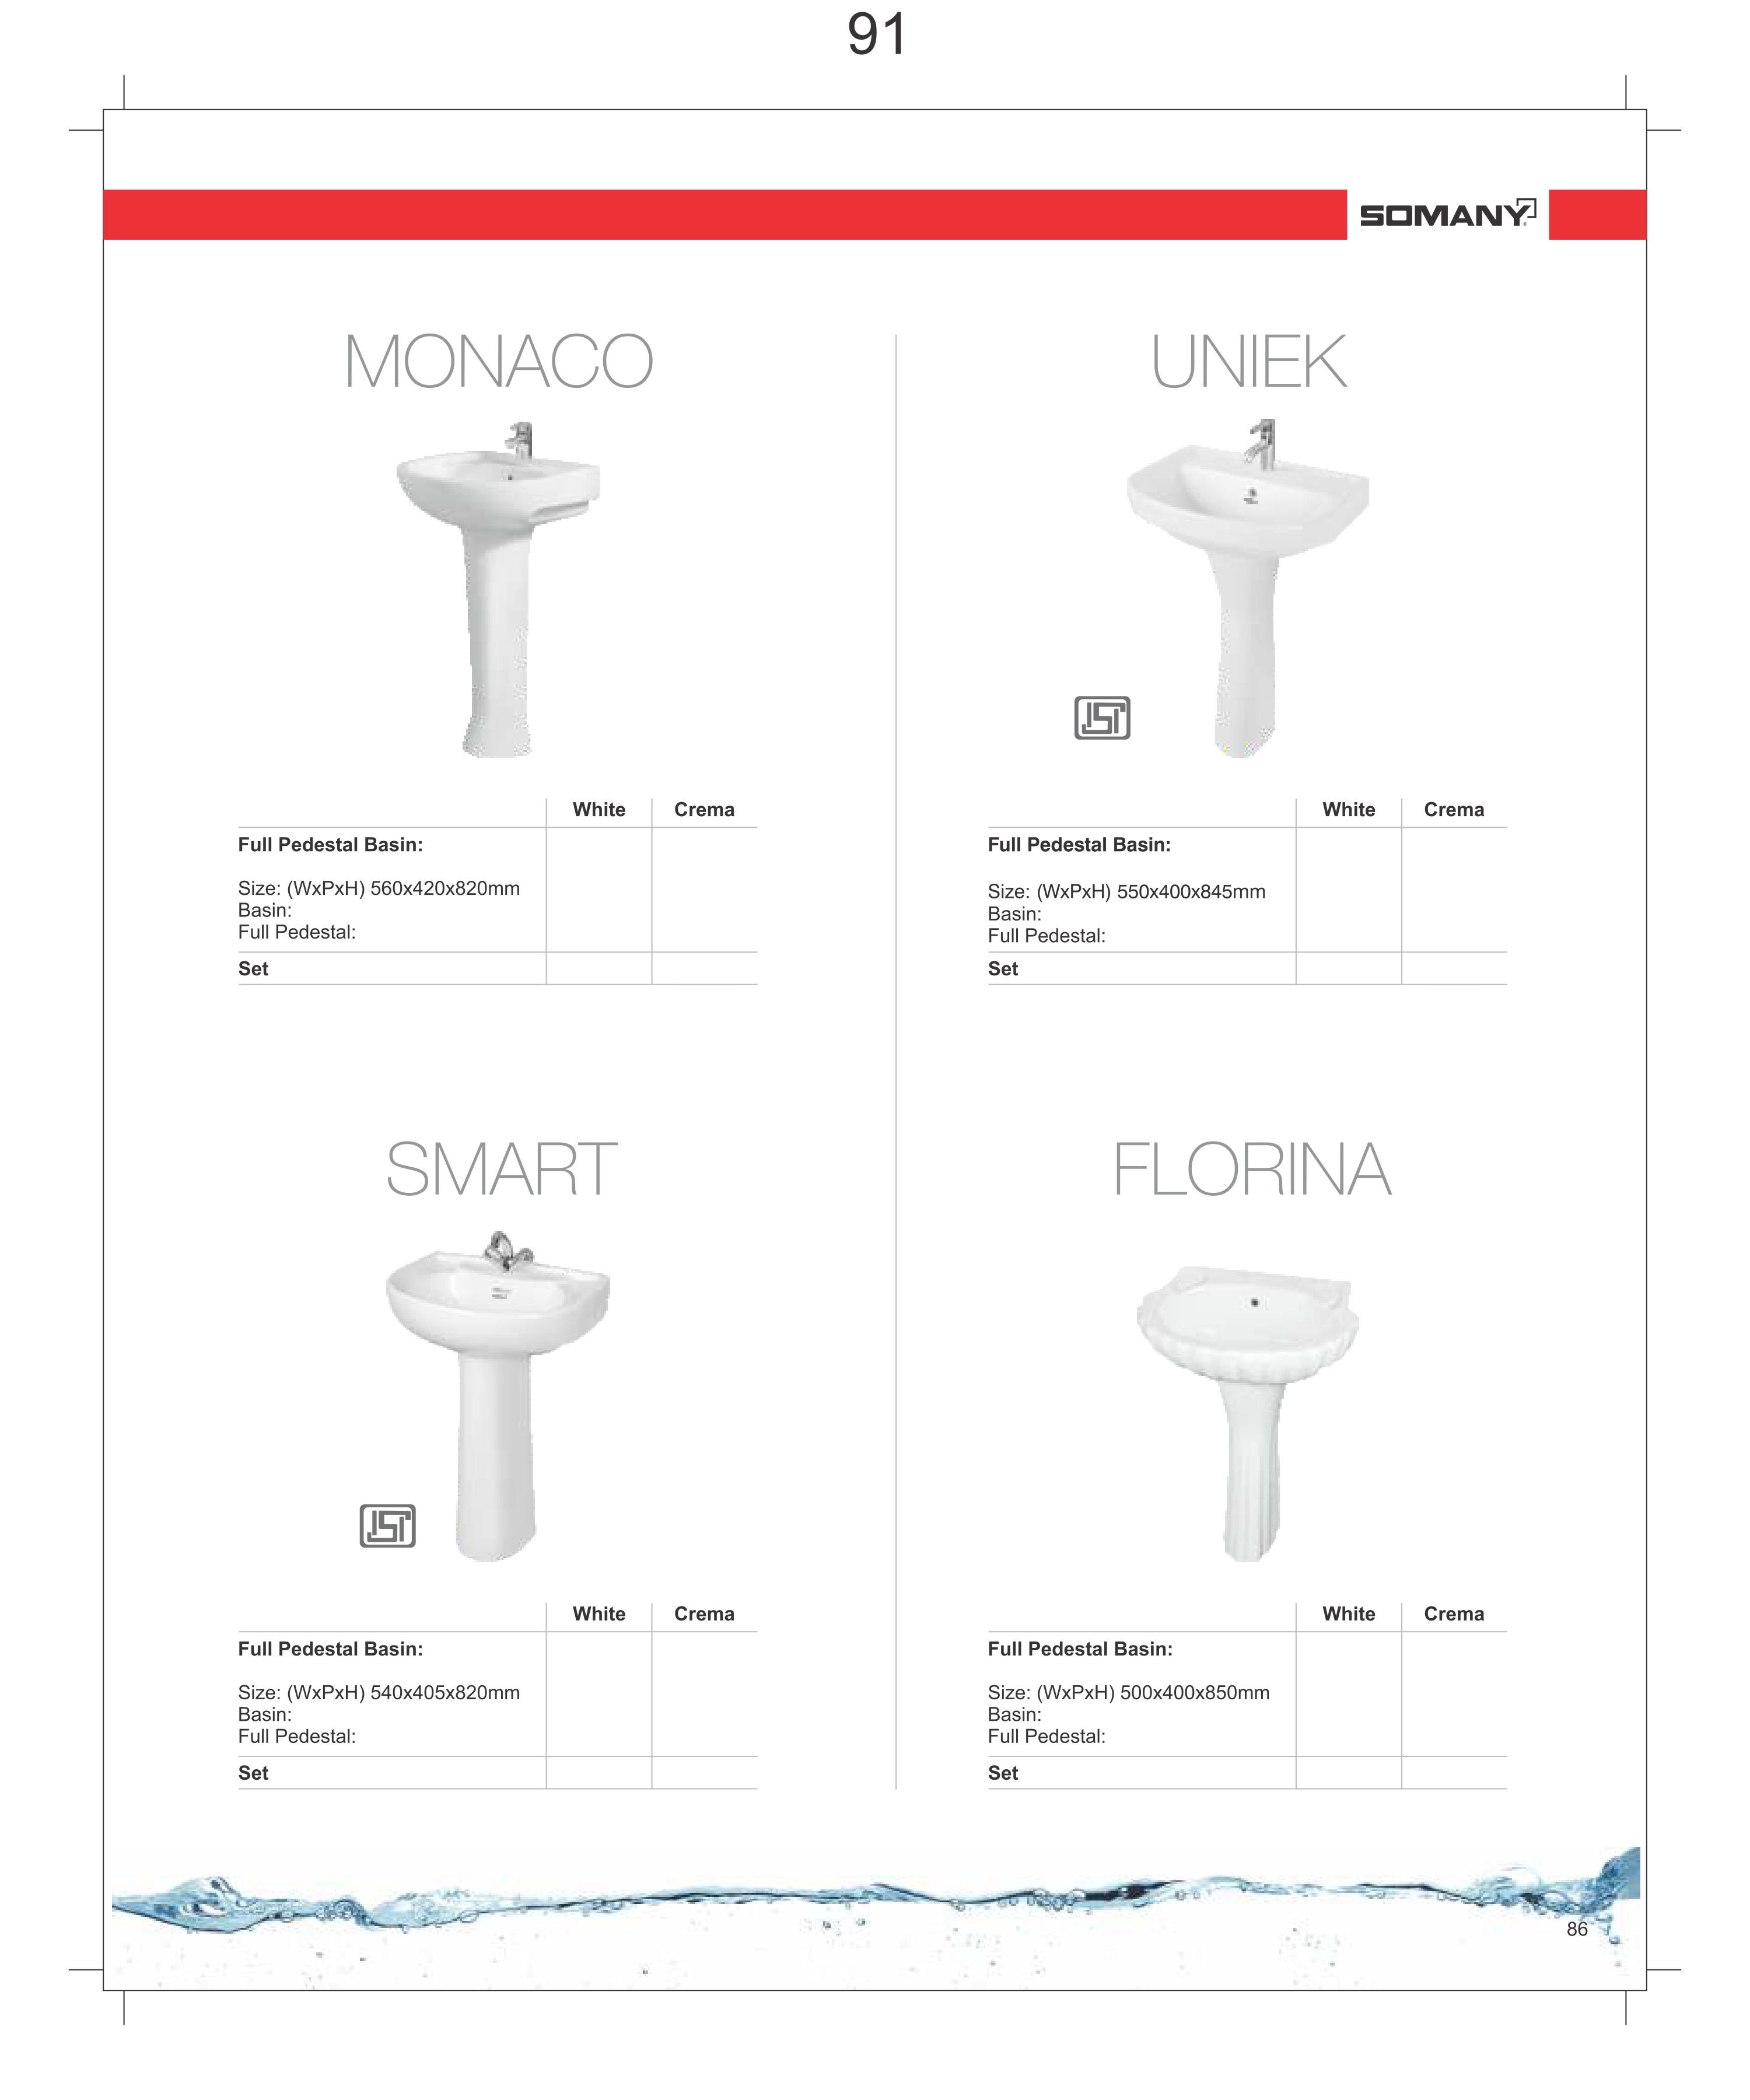 91
SOMANY
MONACO
White Crema
Full Pedestal Basin:
Size: (WxPxH) 560x420x820mm
Basin:
Full Pedestal:
Set
UNIEK
ISI
White Crema
Full Pedestal Basin:
Size: (WxPxH) 550x400x845mm
Basin:
Full Pedestal:
Set
SMART
ISI
White Crema
Full Pedestal Basin:
Size: (WxPxH) 540x405x820mm
Basin:
Full Pedestal:
Set
FLORINA
White Crema
Full Pedestal Basin:
Size: (WxPxH) 500x400x850mm
Basin:
Full Pedestal:
Set
86